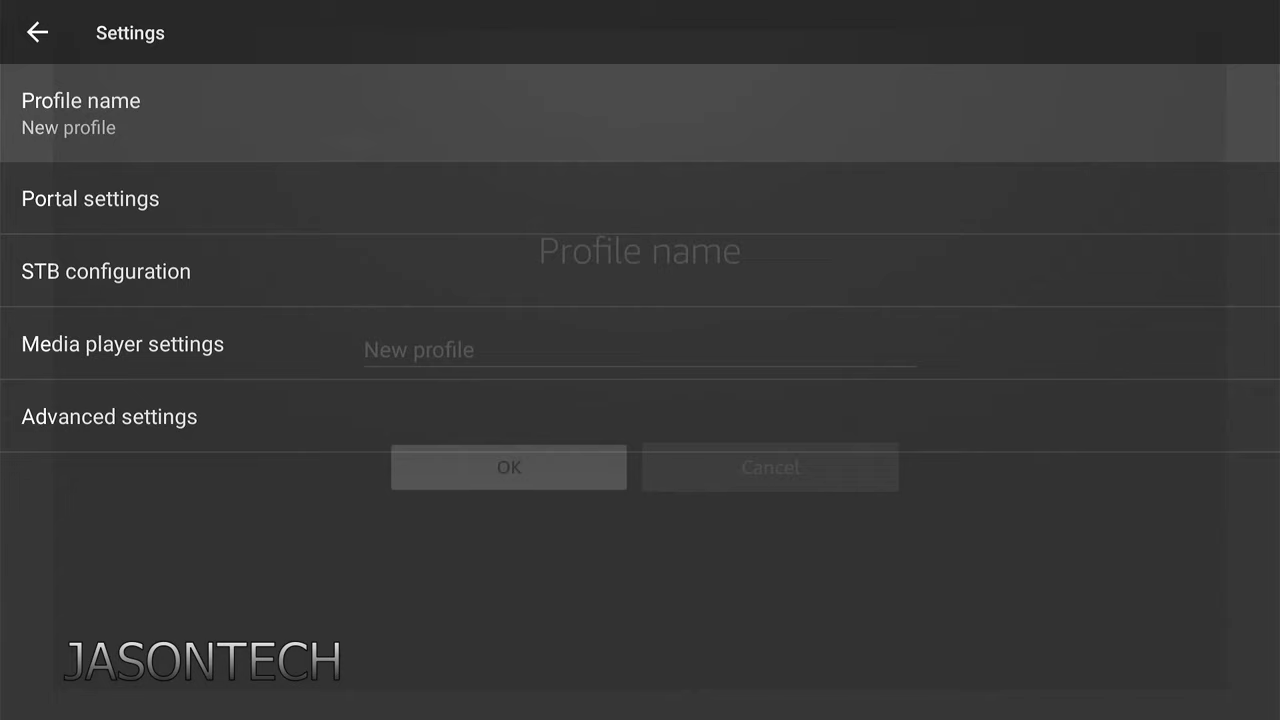 Settings
Profile name
New profile
Portal settings
STB configuration
Profile name
Media player settings
New profile
Advanced settings
OK
Cancel
JASONTECH